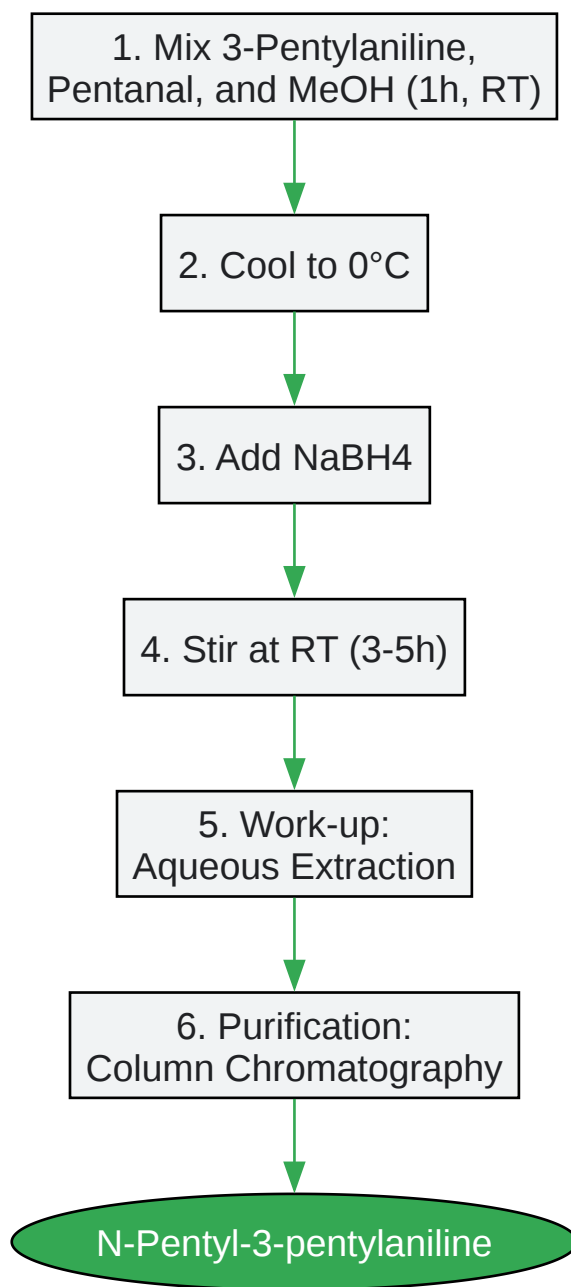 1. Mix 3-Pentylaniline,
Pentanal, and MeOH (1h, RT)
2. Cool to 0°C
3. Add NaBH4
4. Stir at RT (3-5h)
5. Work-up:
Aqueous Extraction
6. Purification:
Column Chromatography
N-Pentyl-3-pentylaniline